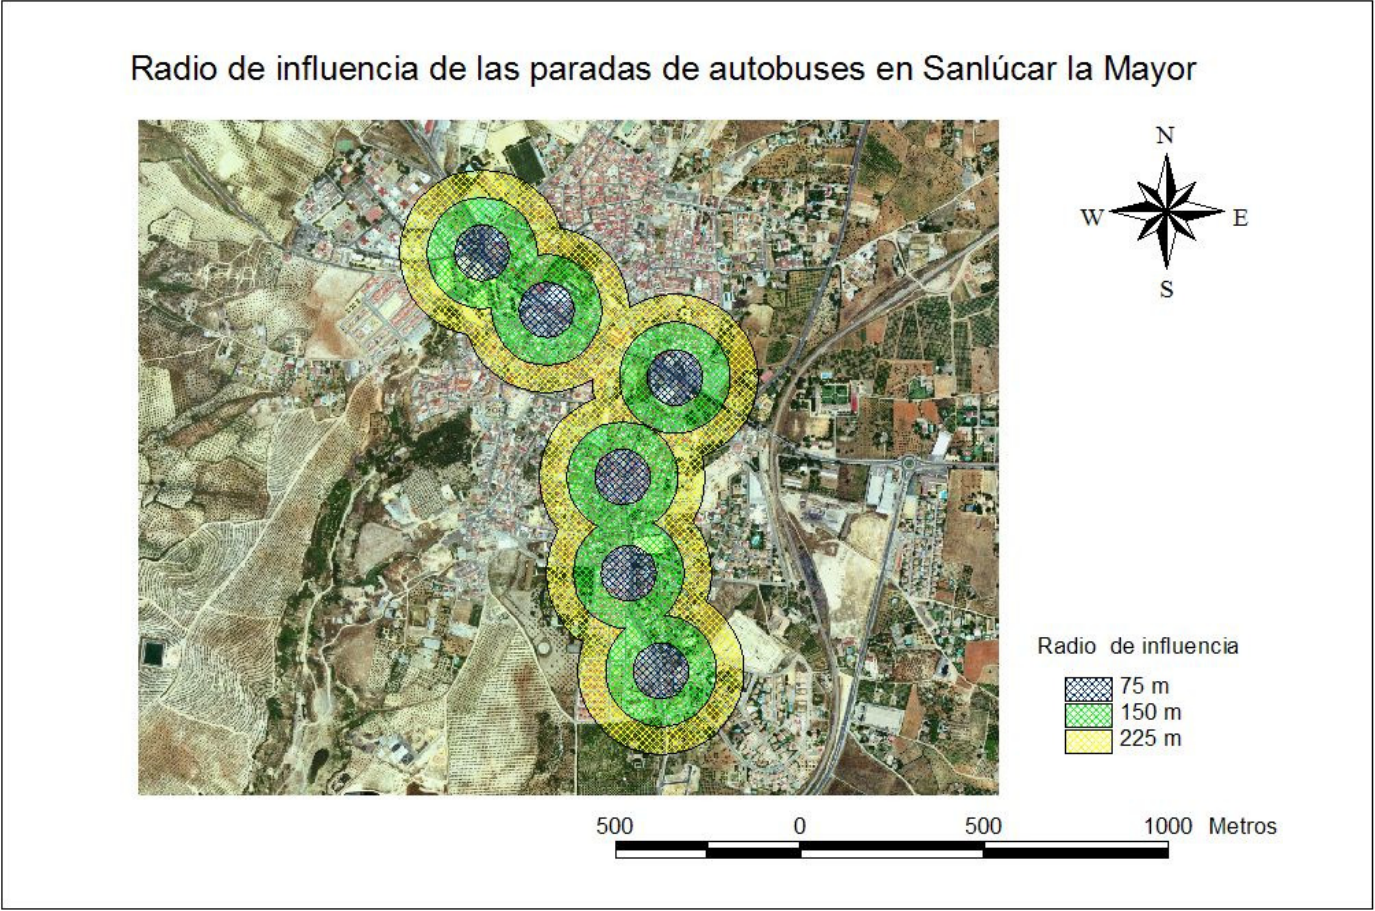 Radio de influencia de las paradas de autobuses en Sanlúcar la Mayor
N
W E
S
Radio de influencia
75 m
150 m
225 m
500 0 500 1000 Metros